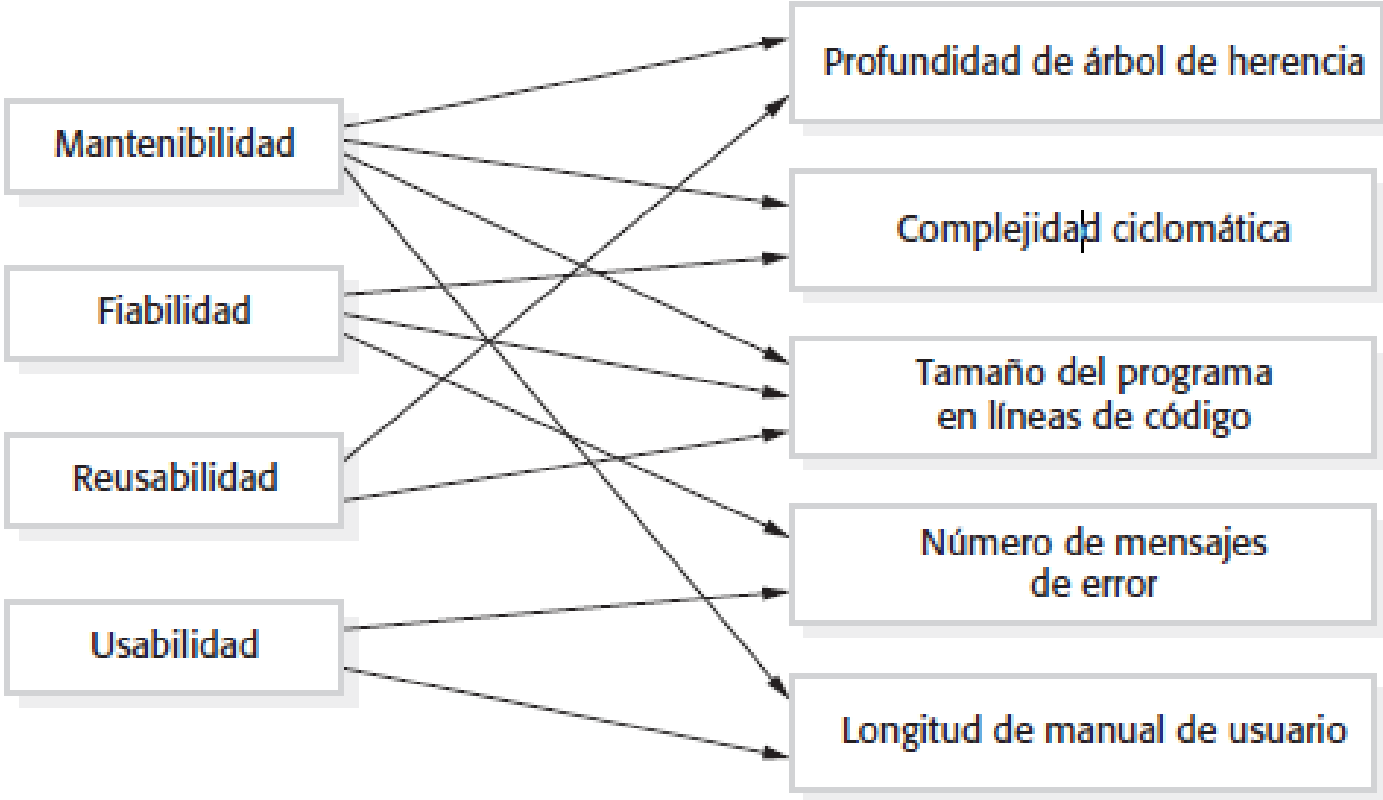 Mantenibilidad
Fiabilidad
Reusabilidad
Usabilidad
Profundidad de árbol de herencia
Complejidad ciclomática
Tamaño del programa
en líneas de código
Número de mensajes
de error
Longitud de manual de usuario